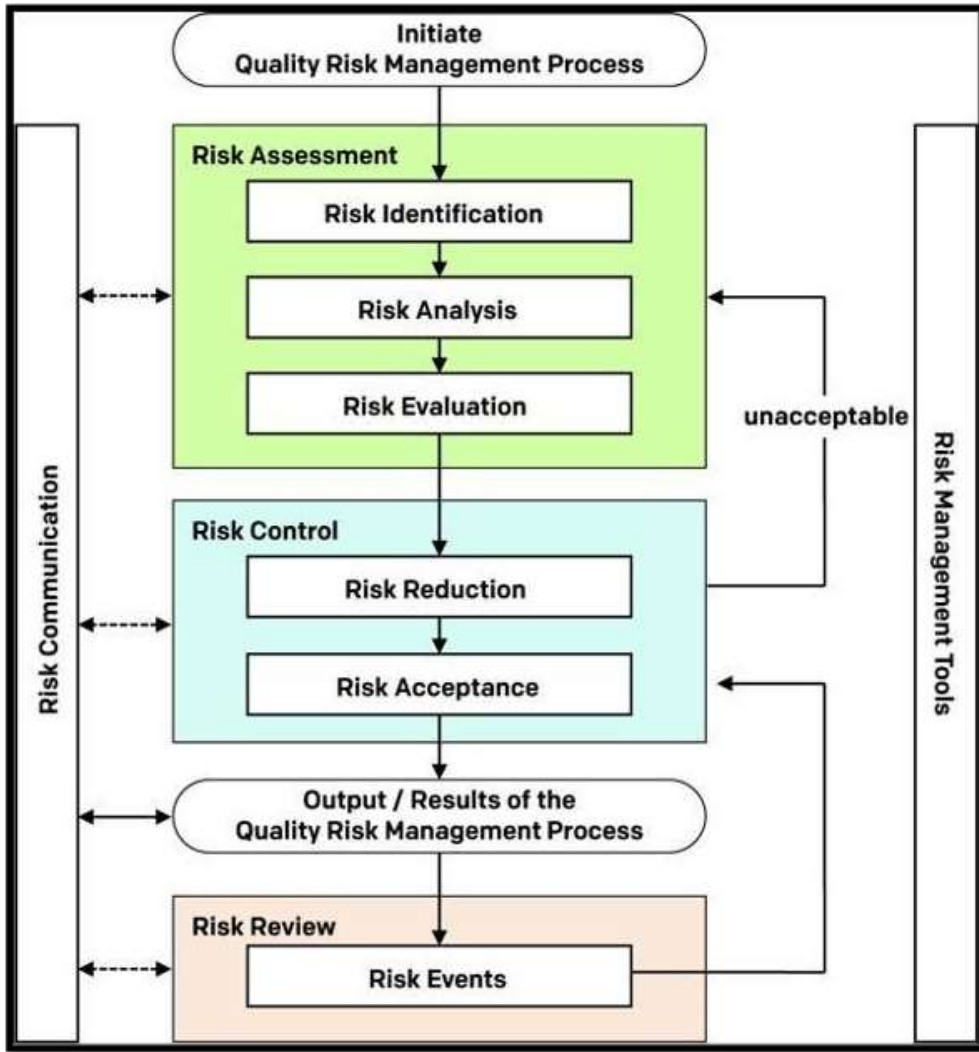 Initiate
Quality Risk Management Process
Risk Assessment
Risk Identification
Risk Analysis
Risk Evaluation
unacceptable
Risk Control
Risk Reduction
Risk Acceptance
Output / Results of the
Quality Risk Management Process
Risk Review
Risk Events
Risk Communication
Risk Management Tools